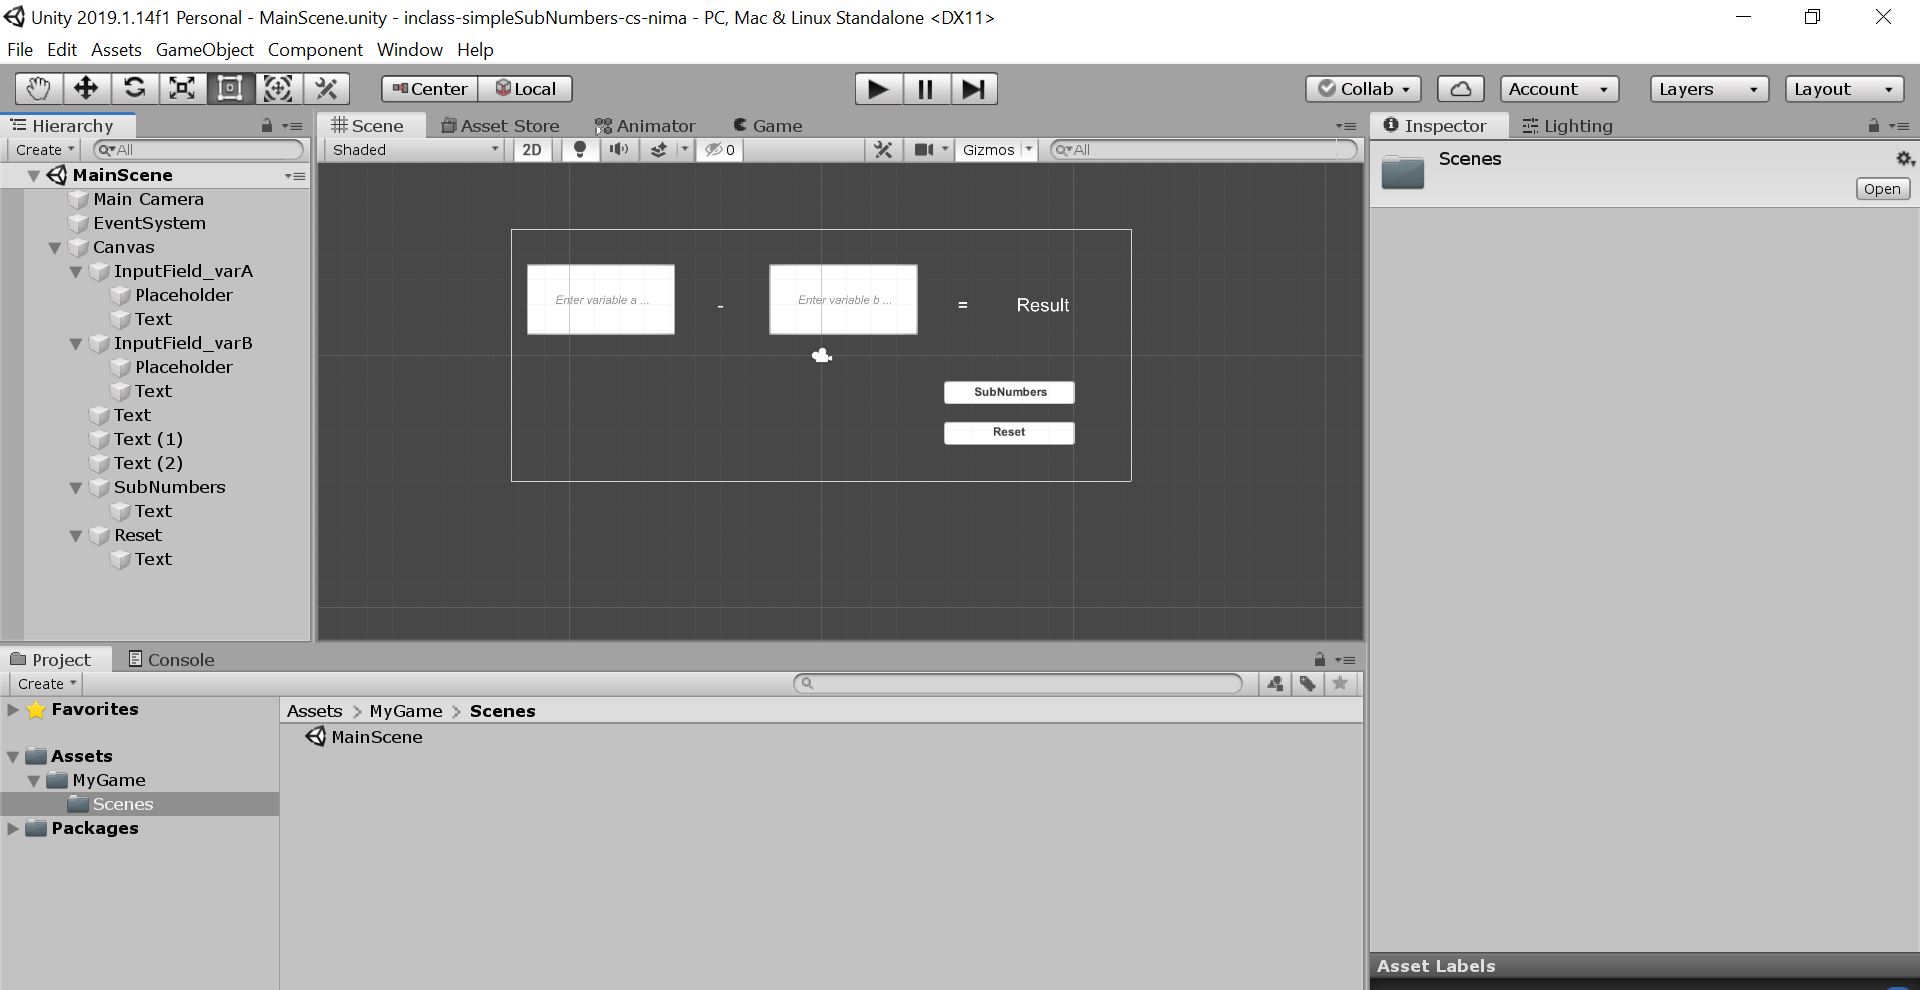 Unity 2019.1.14f1 Personal - MainScene.unity - inclass-simpleSubNumbers-cs-nima - PC, Mac & Linux Standalone <DX11>
File Edit Assets GameObject Component Window Help
Center Local Collab Account Layers Layout
Hierarchy Scene Asset Store Animator Game Inspector Lighting
Create All Shaded 2D 0 Gizmos All
Scenes
Open
MainScene
Main Camera
EventSystem
Canvas
InputField_varA
Placeholder
Text
InputField_varB
Placeholder
Text
Text
Text (1)
Text (2)
SubNumbers
Text
Reset
Text
Enter variable a ... - Enter variable b ... = Result
SubNumbers
Reset
Project Console
Create
Favorites
Assets
MyGame
Scenes
Packages
Assets > MyGame > Scenes
MainScene
Asset Labels